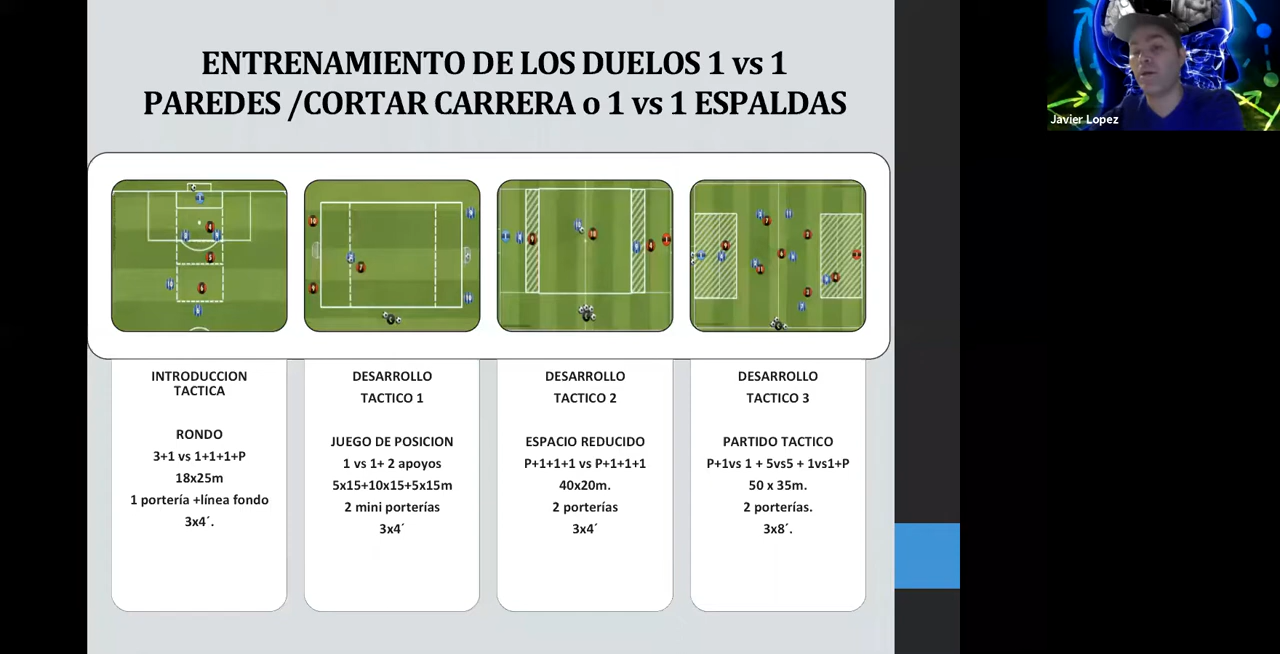 ENTRENAMIENTO DE LOS DUELOS 1 vs 1
PAREDES /CORTAR CARRERA o 1 vs 1 ESPALDAS
Javier Lopez
INTRODUCCION
TACTICA
RONDO
3+1 vs 1+1+1+P
18x25m
1 portería +línea fondo
3x4´.
DESARROLLO
TACTICO 1
JUEGO DE POSICION
1 vs 1+ 2 apoyos
5x15+10x15+5x15m
2 mini porterías
3x4´
DESARROLLO
TACTICO 2
ESPACIO REDUCIDO
P+1+1+1 vs P+1+1+1
40x20m.
2 porterías
3x4´
DESARROLLO
TACTICO 3
PARTIDO TACTICO
P+1vs 1 + 5vs5 + 1vs1+P
50 x 35m.
2 porterías.
3x8´.